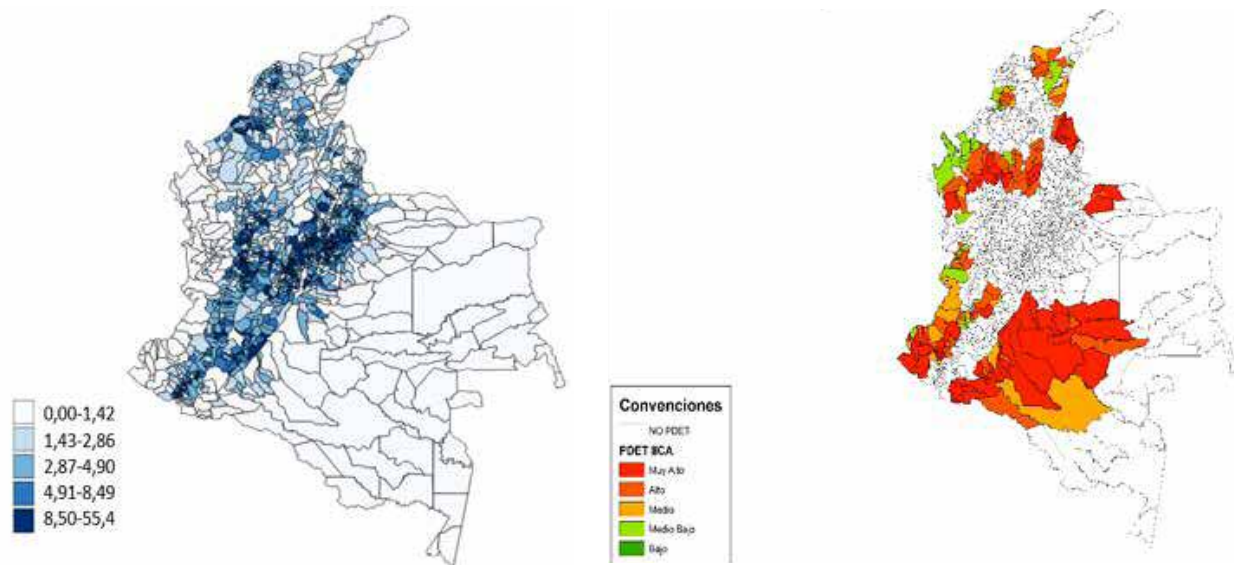 0,00-1,42
1,43-2,86
2,87-4,90
4,91-8,49
8,50-55,4
Convenciones
NO PDET
PDET IICA
Muy Alto
Alto
Medio
Medio Bajo
Bajo